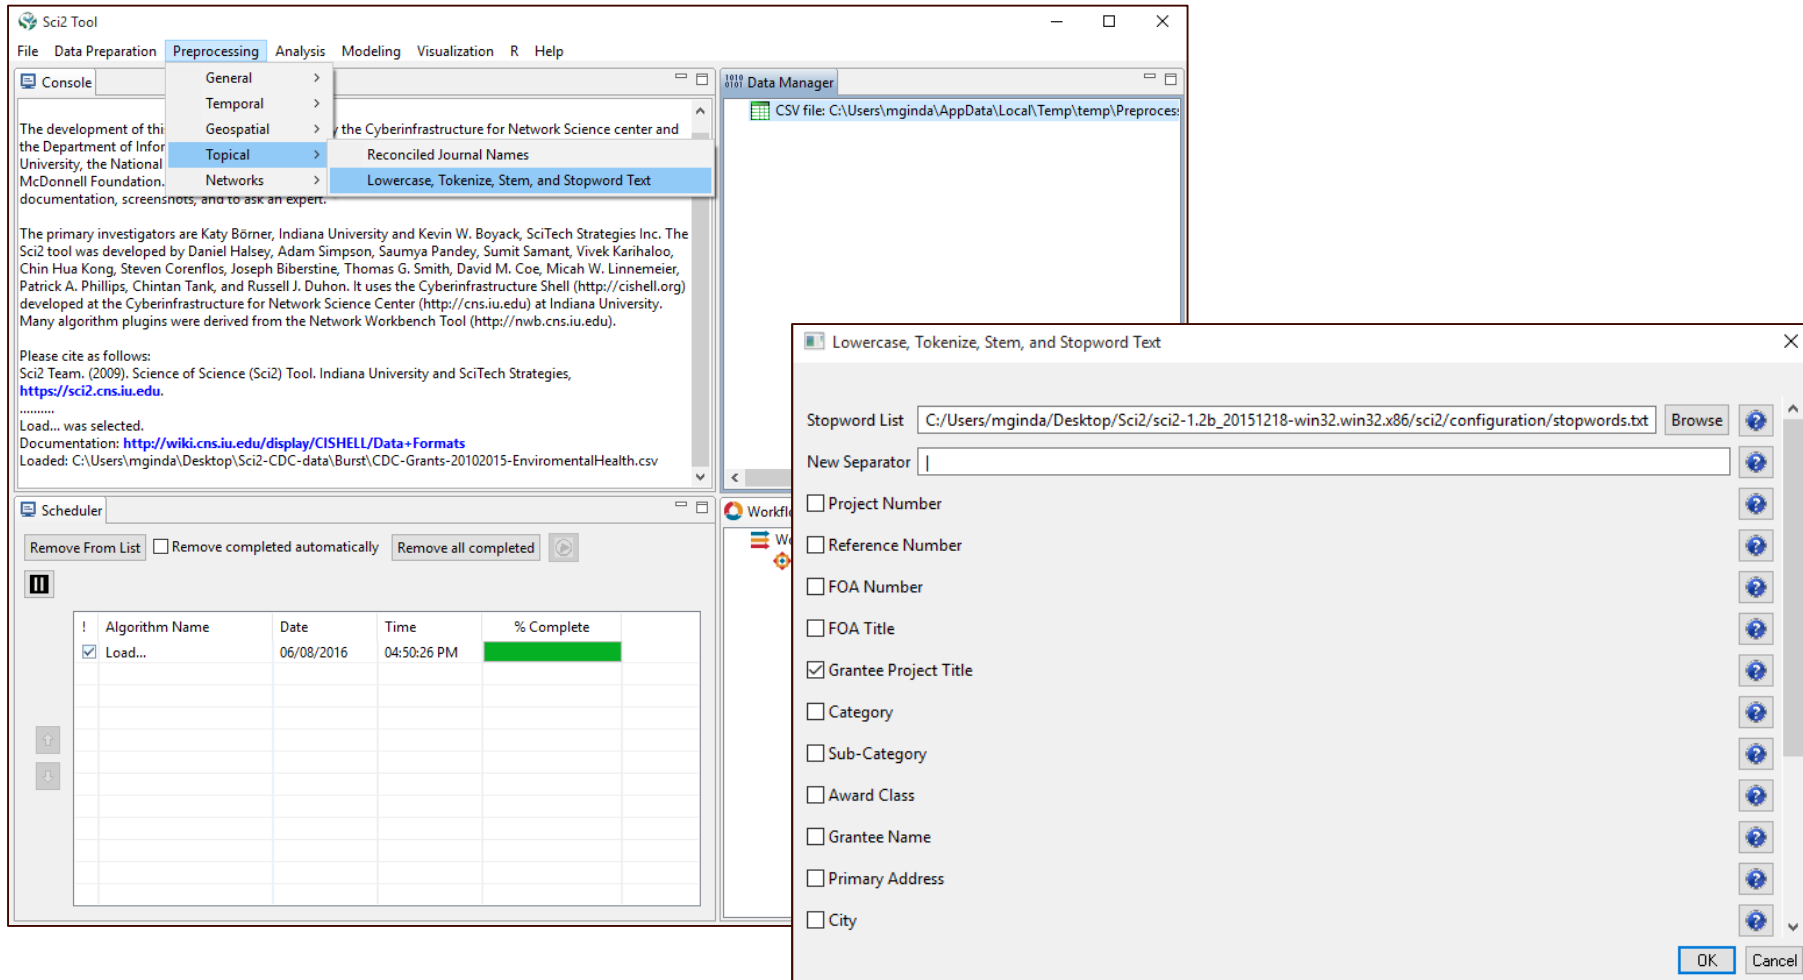 Sci2 Tool
File Data Preparation Preprocessing Analysis Modeling Visualization R Help
Console
General
Temporal
Geospatial
Topical
Networks
Reconciled Journal Names
Lowercase, Tokenize, Stem, and Stopword Text
The development of thi
y the Cyberinfrastructure for Network Science center and
the Department of Infor
University, the National
McDonnell Foundation.
documentation, screenshots, and to ask an expert.
The primary investigators are Katy Börner, Indiana University and Kevin W. Boyack, SciTech Strategies Inc. The
Sci2 tool was developed by Daniel Halsey, Adam Simpson, Saumya Pandey, Sumit Samant, Vivek Karihaloo,
Chin Hua Kong, Steven Corenflos, Joseph Biberstine, Thomas G. Smith, David M. Coe, Micah W. Linnemeier,
Patrick A. Phillips, Chintan Tank, and Russell J. Duhon. It uses the Cyberinfrastructure Shell (http://cishell.org)
developed at the Cyberinfrastructure for Network Science Center (http://cns.iu.edu) at Indiana University.
Many algorithm plugins were derived from the Network Workbench Tool (http://nwb.cns.iu.edu).
Please cite as follows:
Sci2 Team. (2009). Science of Science (Sci2) Tool. Indiana University and SciTech Strategies,
https://sci2.cns.iu.edu.
..........
Load... was selected.
Documentation: http://wiki.cns.iu.edu/display/CISHELL/Data+Formats
Loaded: C:\Users\mginda\Desktop\Sci2-CDC-data\Burst\CDC-Grants-20102015-EnviromentalHealth.csv
Data Manager
CSV file: C:\Users\mginda\AppData\Local\Temp\temp\Preproces
Scheduler
Remove From List Remove completed automatically Remove all completed
! Algorithm Name Date Time % Complete
Load... 06/08/2016 04:50:26 PM
Workfl
W
Lowercase, Tokenize, Stem, and Stopword Text
Stopword List C:/Users/mginda/Desktop/Sci2/sci2-1.2b_20151218-win32.win32.x86/sci2/configuration/stopwords.txt Browse
New Separator |
Project Number
Reference Number
FOA Number
FOA Title
Grantee Project Title
Category
Sub-Category
Award Class
Grantee Name
Primary Address
City
OK Cancel